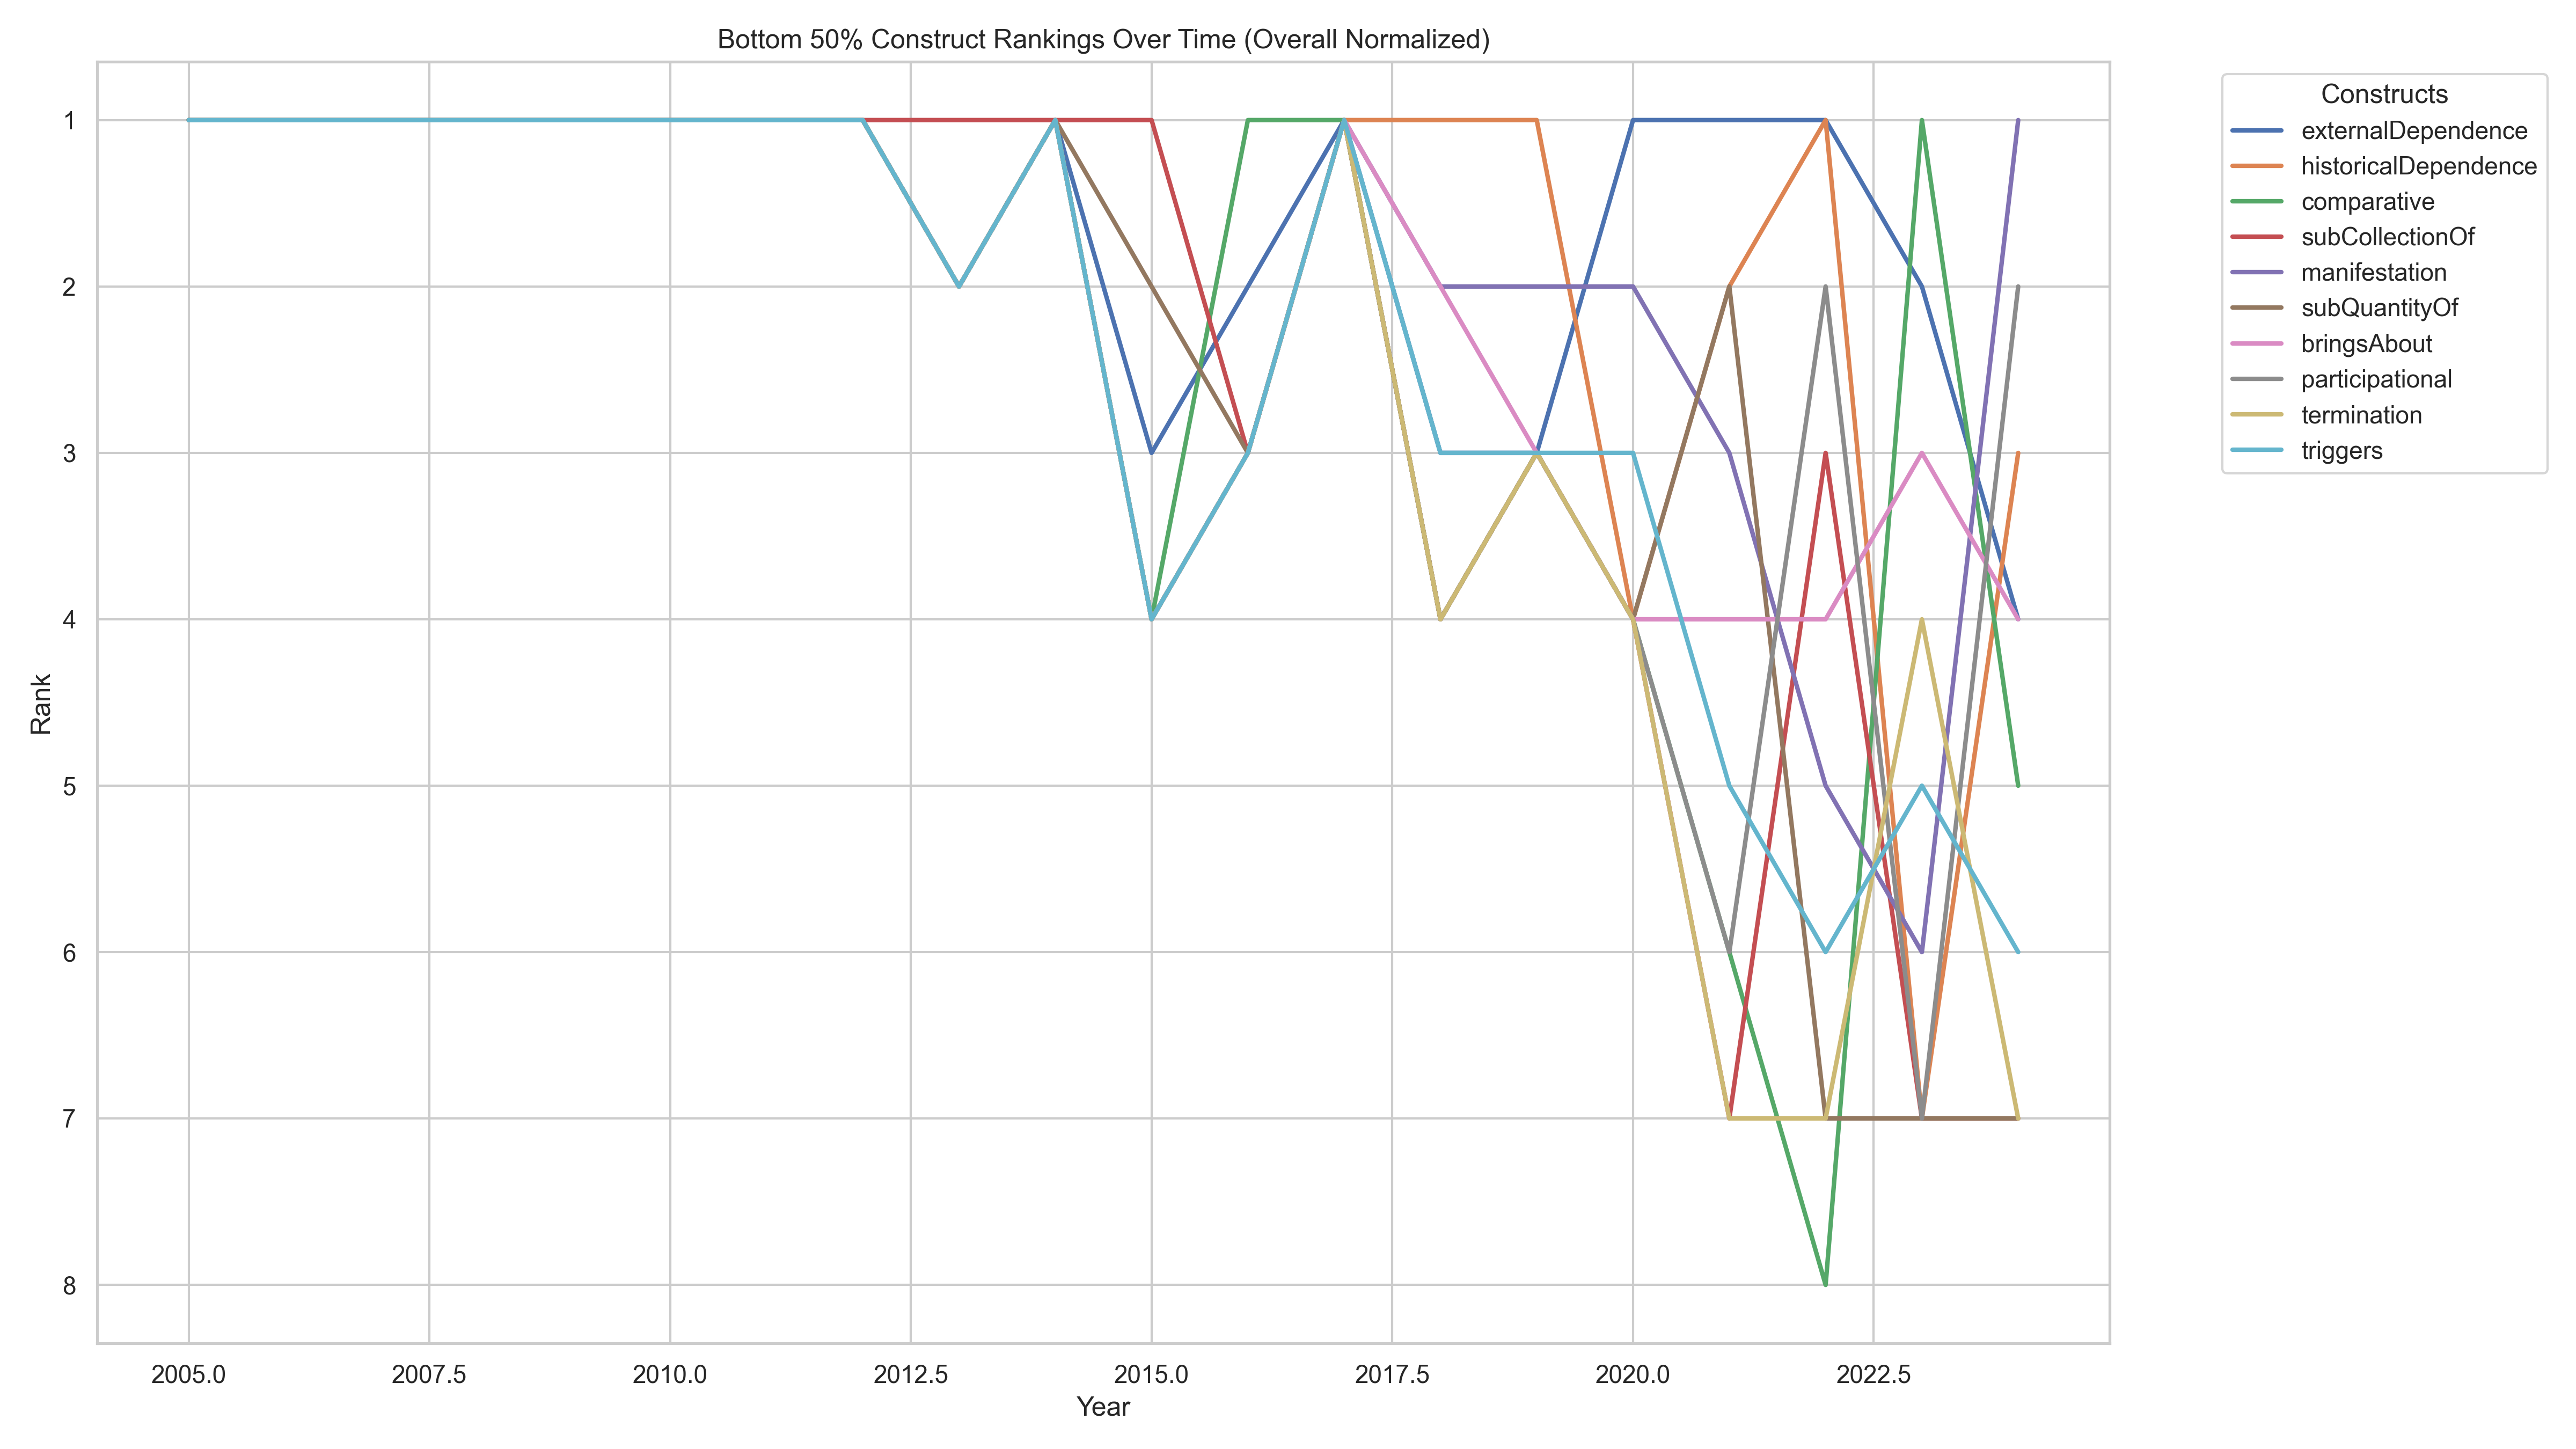 Bottom 50% Construct Rankings Over Time (Overall Normalized)
Constructs
externalDependence
historicalDependence
comparative
subCollectionOf
manifestation
subQuantityOf
bringsAbout
participational
termination
triggers
Rank
1
2
3
4
5
6
7
8
2005.0 2007.5 2010.0 2012.5 2015.0 2017.5 2020.0 2022.5
Year